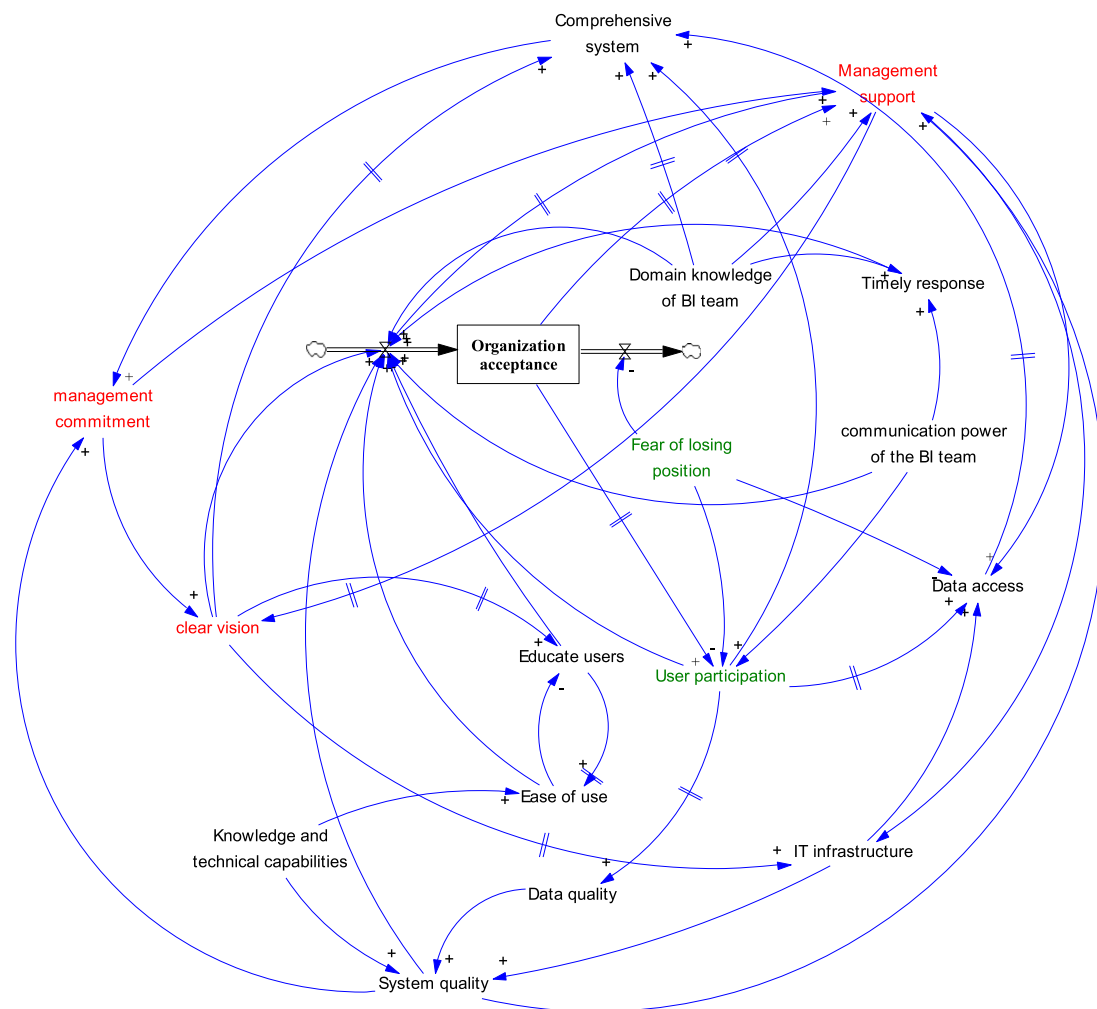 Comprehensive
system
Management
support
Domain knowledge
of BI team
Timely response
Organization
acceptance
management
commitment
Fear of losing
position
communication power
of the BI team
Data access
clear vision
Educate users
User participation
Ease of use
Knowledge and
technical capabilities
IT infrastructure
Data quality
System quality